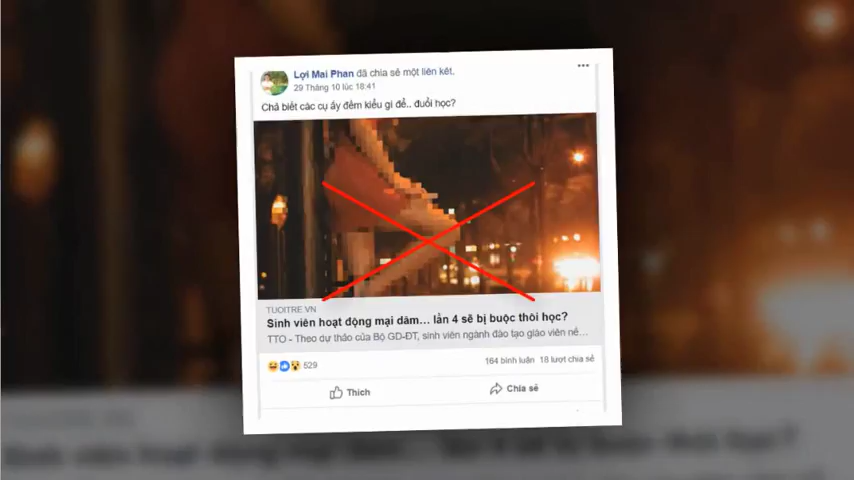 Lợi Mai Phan đã chia sẻ một liên kết.
29 Tháng 10 lúc 18:41
Chả biết các cụ ấy đếm kiểu gì để.. đuổi học?
TUOITRE.VN
Sinh viên hoạt động mại dâm... lần 4 sẽ bị buộc thôi học?
TTO - Theo dự thảo của Bộ GD-ĐT, sinh viên ngành đào tạo giáo viên nế...
529
164 bình luận 18 lượt chia sẻ
Thích
Chia sẻ